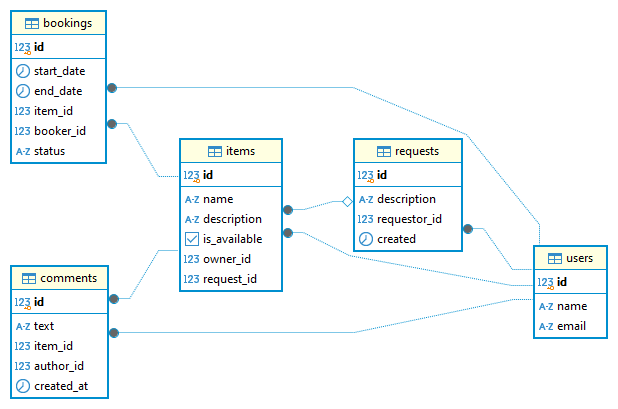 bookings
123 id
start_date
end_date
123 item_id
123 booker_id
A-Z status
items
123 id
A-Z name
A-Z description
is_available
123 owner_id
123 request_id
requests
123 id
A-Z description
123 requestor_id
created
users
123 id
A-Z name
A-Z email
comments
123 id
A-Z text
123 item_id
123 author_id
created_at